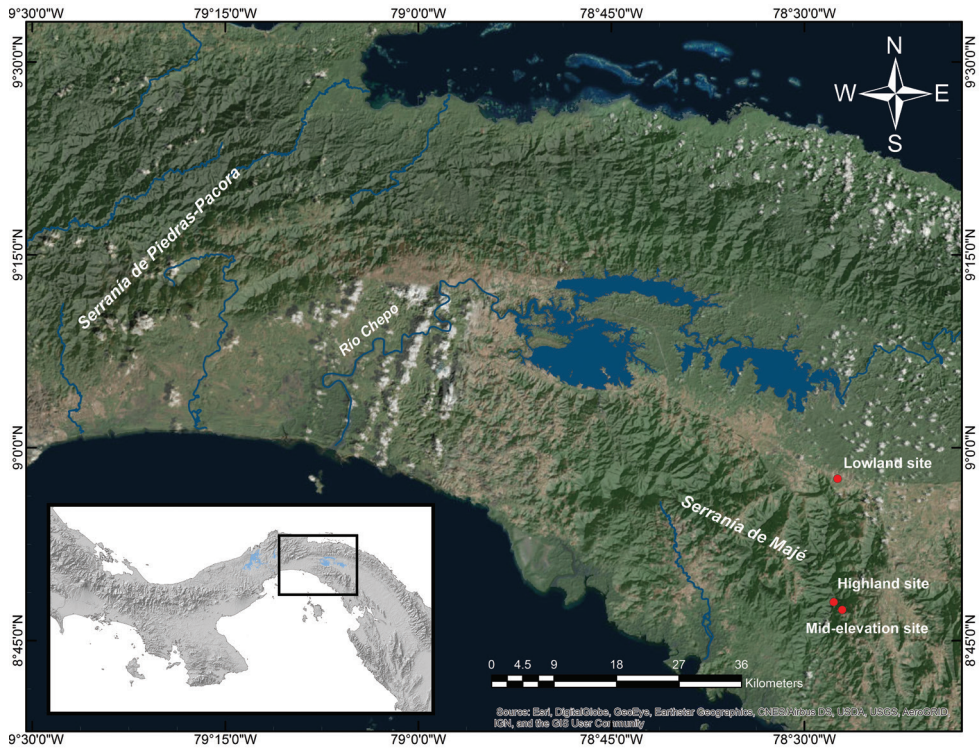 79°30'0"W 79°15'0"W 79°0'0"W 78°45'0"W 78°30'0"W
9°30'0"N 9°30'0"N
N
W E
S
Serranía de Piedras-Pacora
9°15'0"N 9°15'0"N
Río Chepo
9°0'0"N 9°0'0"N
Lowland site
Serranía de Majé
Highland site
Mid-elevation site
8°45'0"N 8°45'0"N
0 4.5 9 18 27 36
Kilometers
Source: Esri, DigitalGlobe, GeoEye, Earthstar Geographics, CNES/Airbus DS, USDA, USGS, AeroGRID,
IGN, and the GIS User Community
79°30'0"W 79°15'0"W 79°0'0"W 78°45'0"W 78°30'0"W